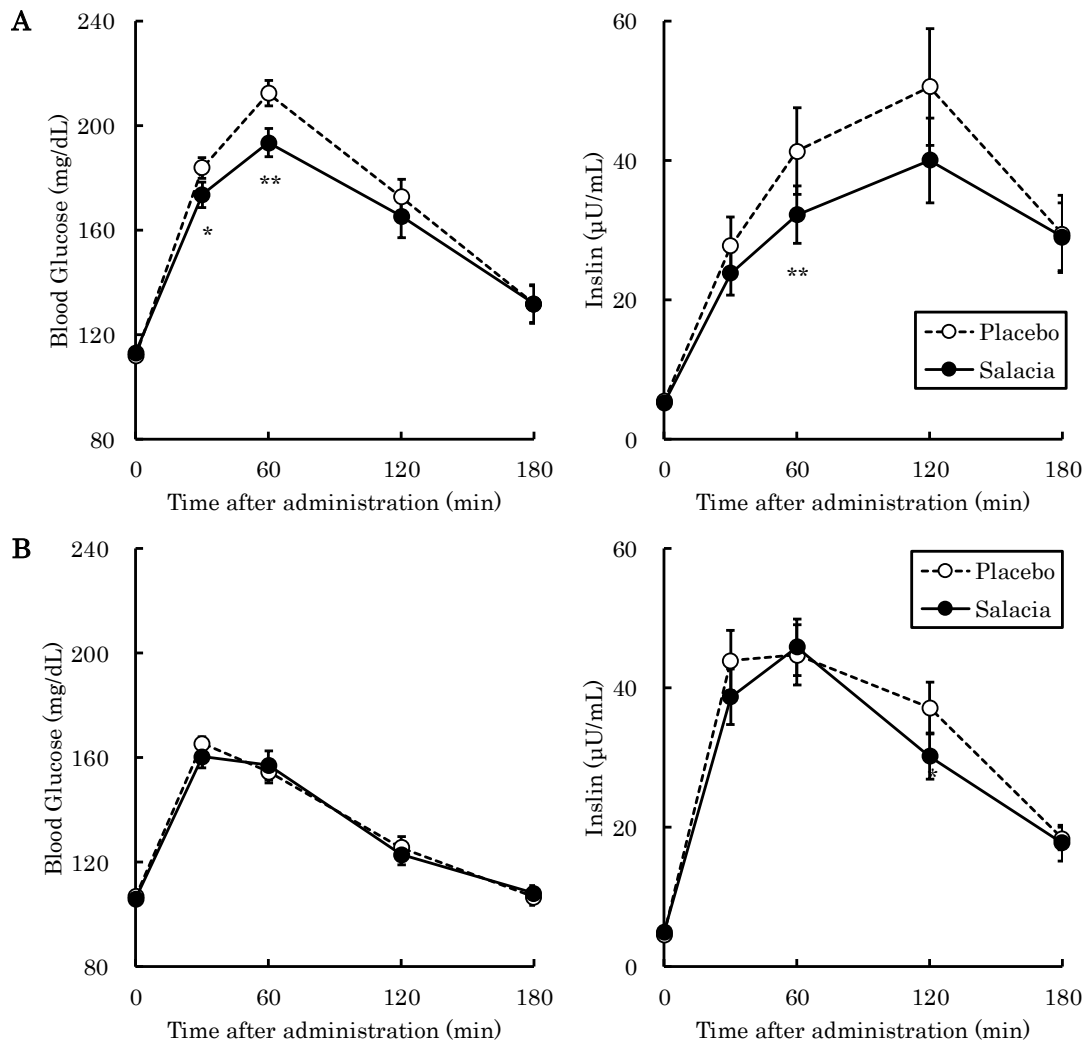 A
240
200
160
120
80
Blood Glucose (mg/dL)
*
**
0
60
120
180
Time after administration (min)
60
40
20
0
Inslin (µU/mL)
**
Placebo
Salacia
0
60
120
180
Time after administration (min)
B
240
200
160
120
80
Blood Glucose (mg/dL)
0
60
120
180
Time after administration (min)
60
40
20
0
Inslin (µU/mL)
Placebo
Salacia
*
0
60
120
180
Time after administration (min)